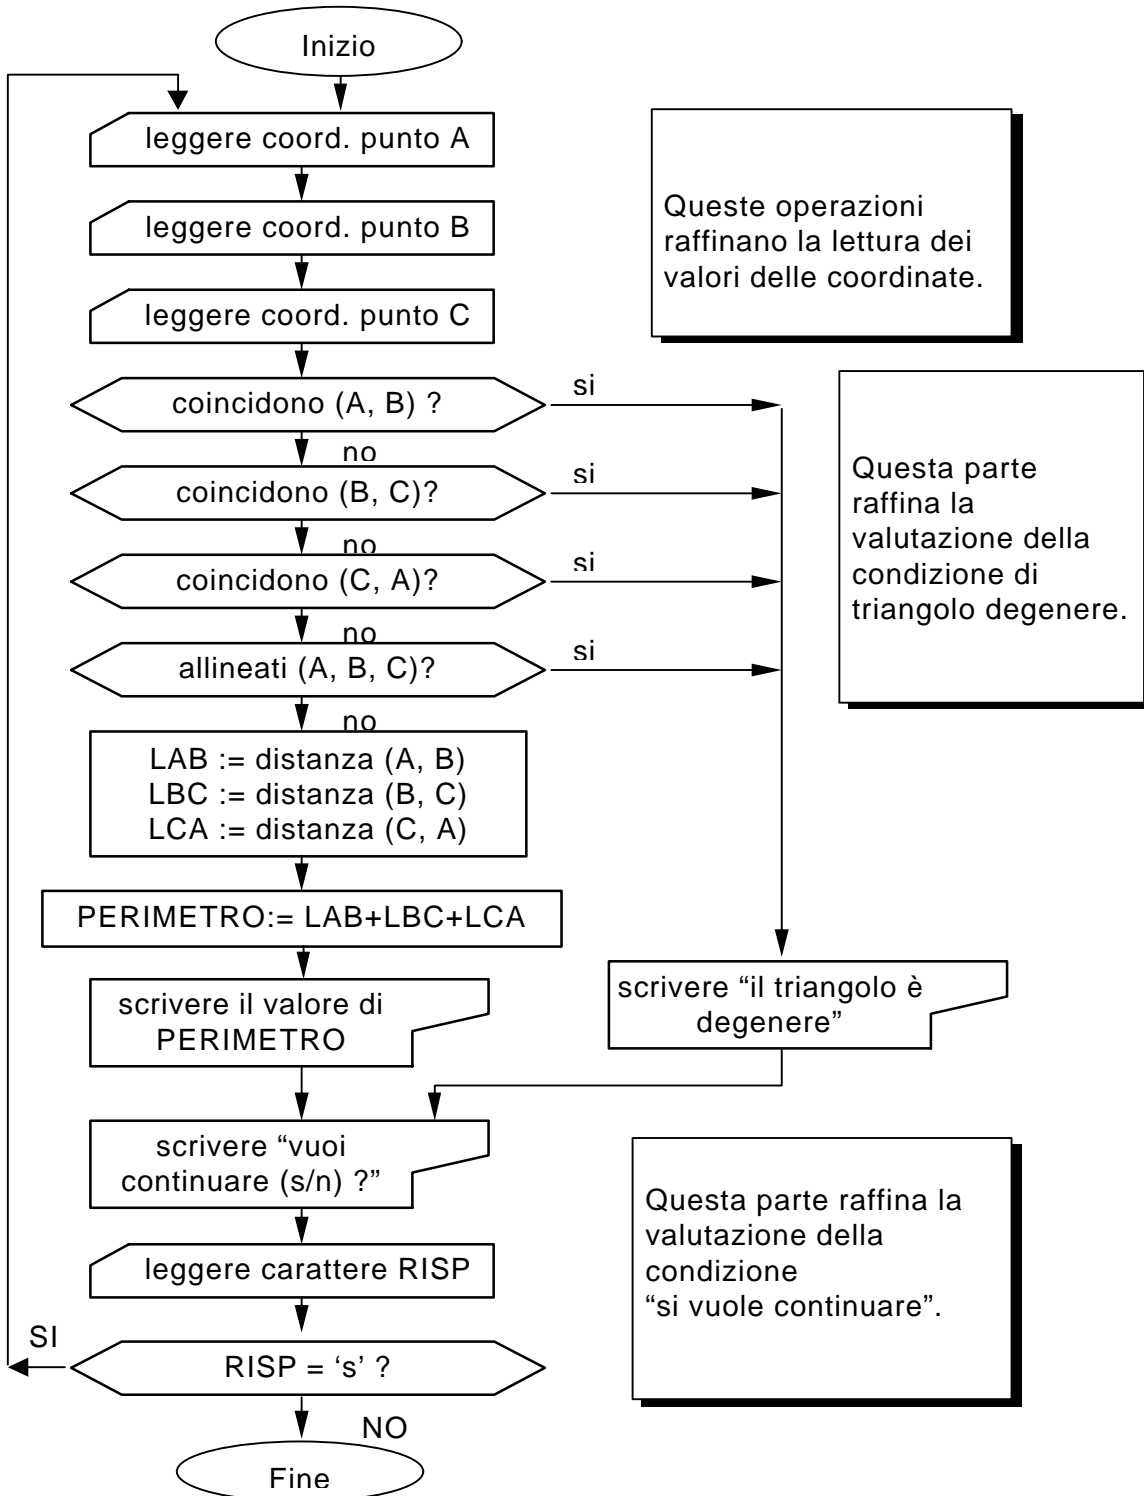 Inizio
leggere coord. punto A
leggere coord. punto B
leggere coord. punto C
Queste operazioni
raffinano la lettura dei
valori delle coordinate.
coincidono (A, B) ?
si
no
coincidono (B, C)?
si
no
coincidono (C, A)?
si
no
allineati (A, B, C)?
si
no
Questa parte
raffina la
valutazione della
condizione di
triangolo degenere.
LAB := distanza (A, B)
LBC := distanza (B, C)
LCA := distanza (C, A)
PERIMETRO:= LAB+LBC+LCA
scrivere il valore di
PERIMETRO
scrivere “il triangolo è
degenere”
scrivere “vuoi
continuare (s/n) ?”
leggere carattere RISP
Questa parte raffina la
valutazione della
condizione
“si vuole continuare”.
SI
RISP = ‘s’ ?
NO
Fine